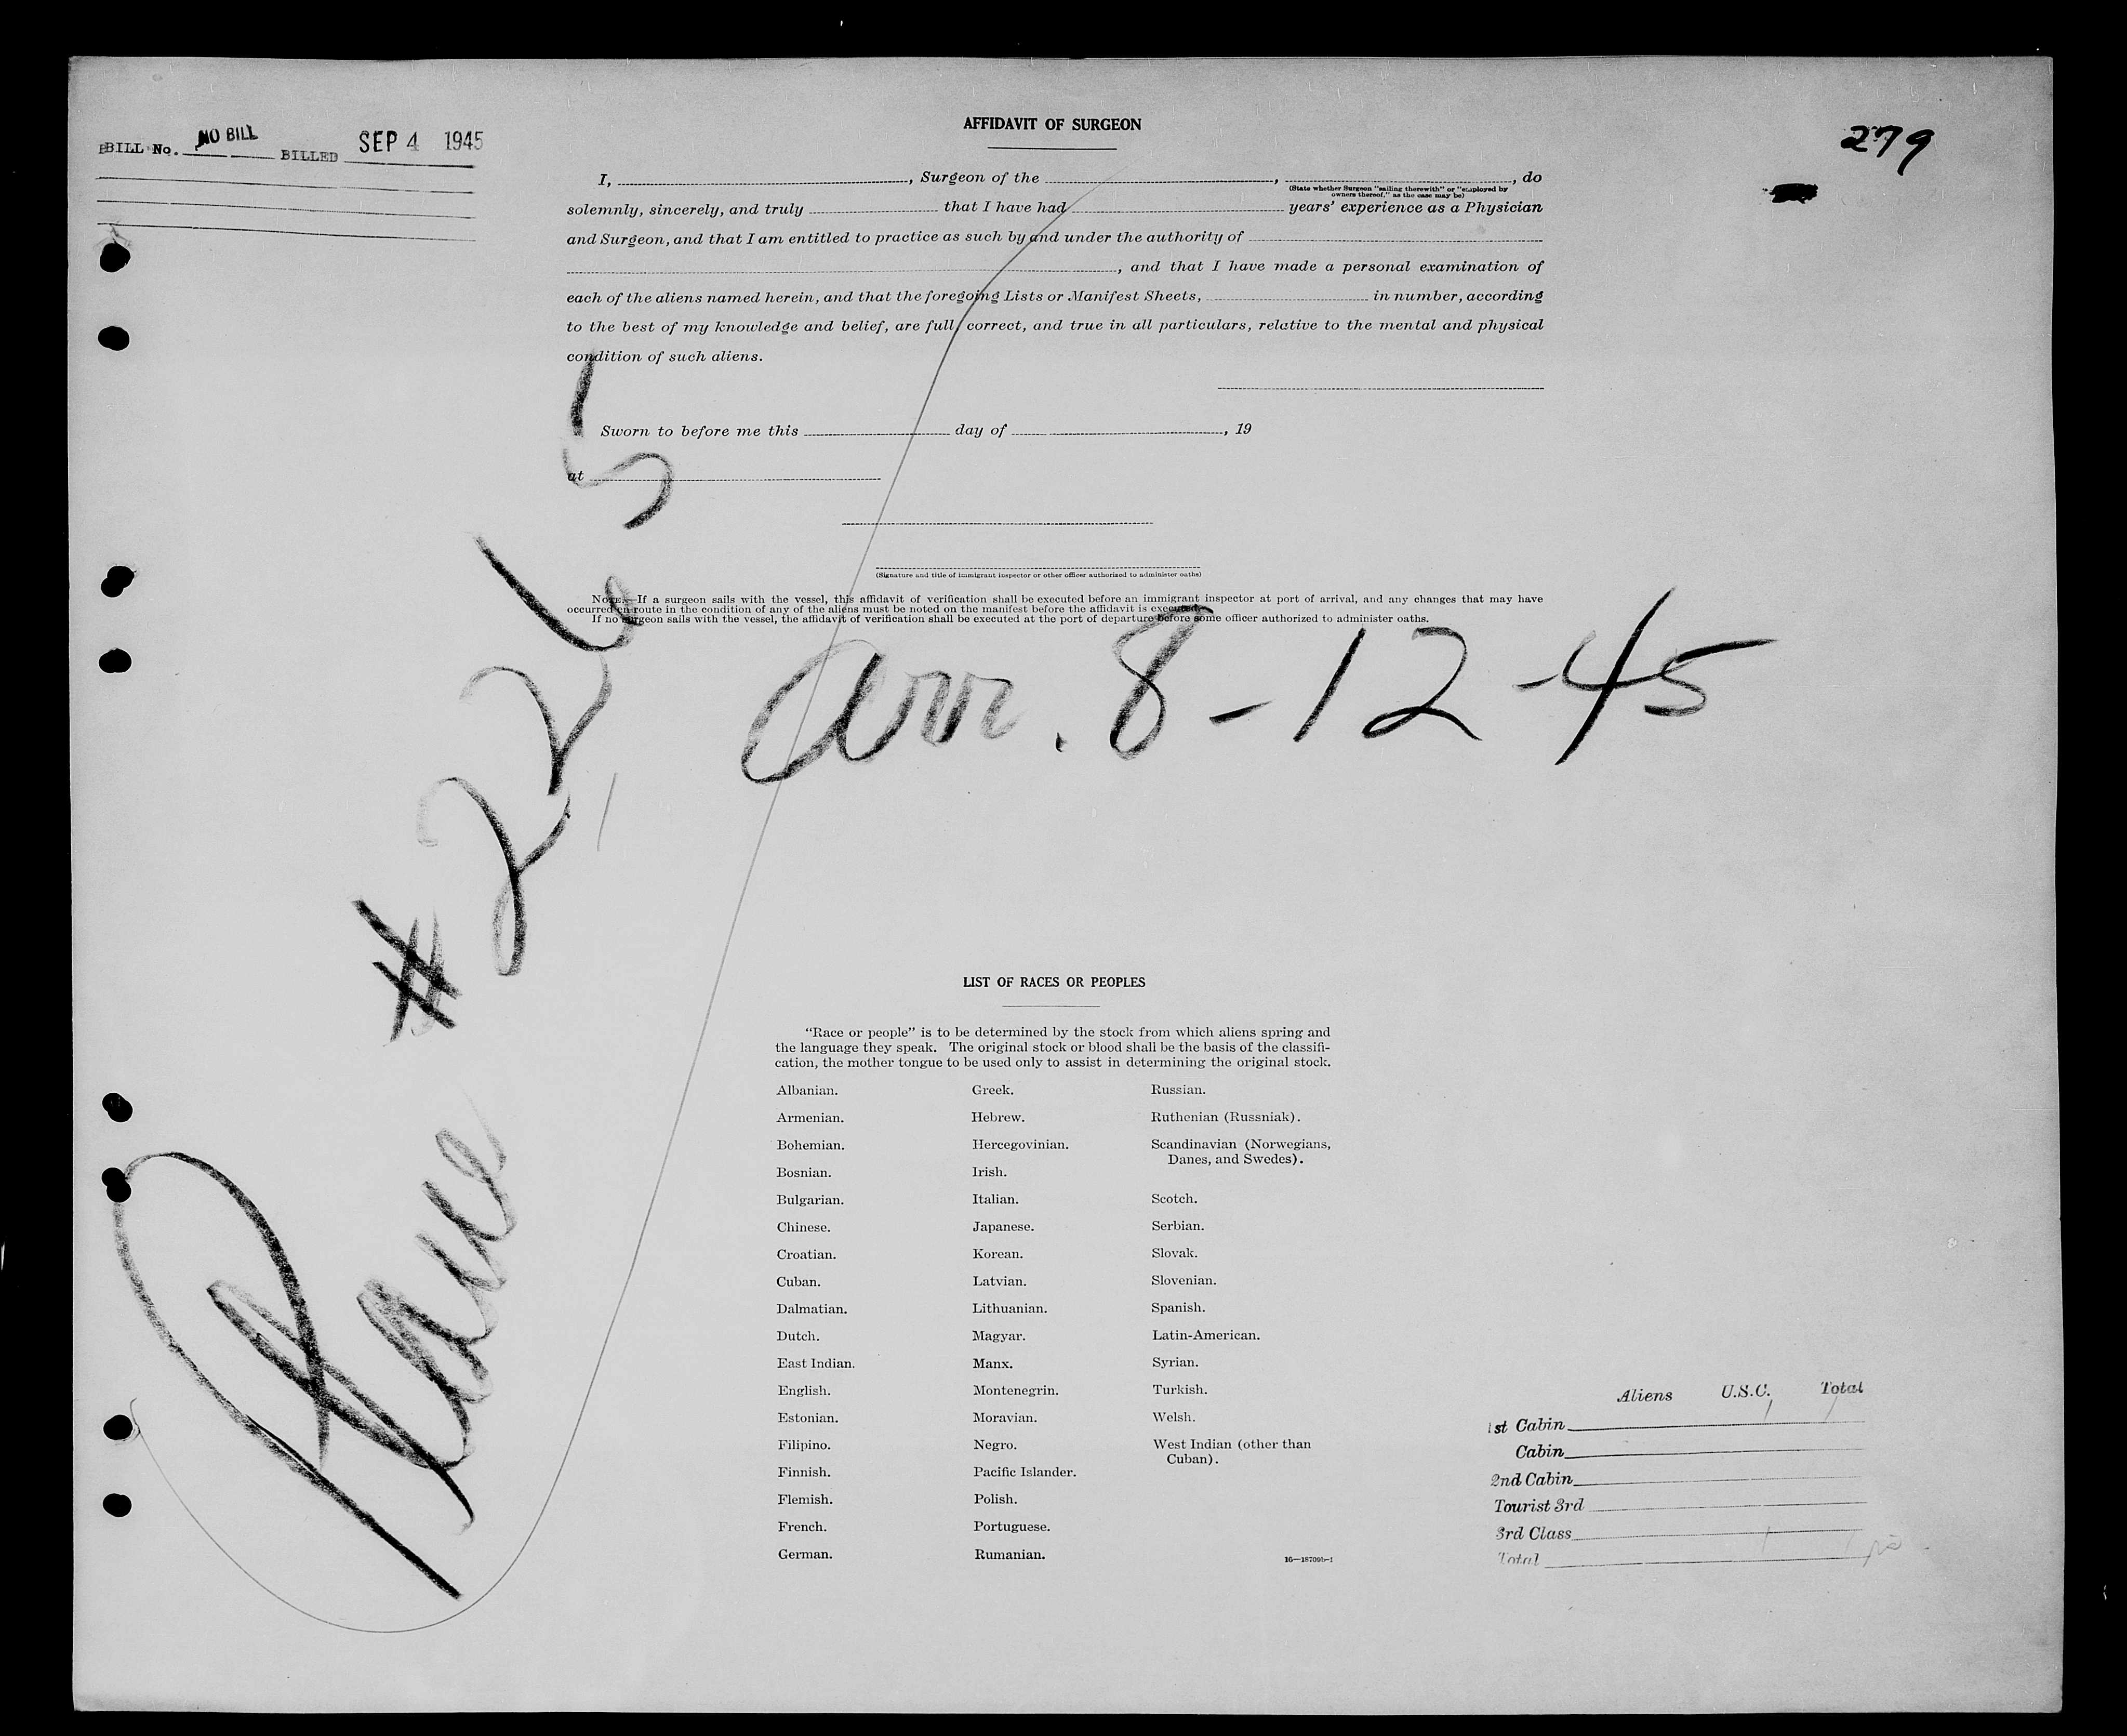 BILL No. NO BILL BILLED SEP 4 1945
279
AFFIDAVIT OF SURGEON
I, , Surgeon of the , , do
(State whether Surgeon "sailing therewith" or "employed by
owners thereof," as the case may be)
solemnly, sincerely, and truly that I have had years' experience as a Physician
and Surgeon, and that I am entitled to practice as such by and under the authority of
, and that I have made a personal examination of
each of the aliens named herein, and that the foregoing Lists or Manifest Sheets, in number, according
to the best of my knowledge and belief, are full, correct, and true in all particulars, relative to the mental and physical
condition of such aliens.
Sworn to before me this day of , 19
at
(Signature and title of immigrant inspector or other officer authorized to administer oaths)
NOTE.—If a surgeon sails with the vessel, this affidavit of verification shall be executed before an immigrant inspector at port of arrival, and any changes that may have
occurred en route in the condition of any of the aliens must be noted on the manifest before the affidavit is executed.
If no surgeon sails with the vessel, the affidavit of verification shall be executed at the port of departure before some officer authorized to administer oaths.
Plane #2265
arr. 8-12-45
LIST OF RACES OR PEOPLES
"Race or people" is to be determined by the stock from which aliens spring and
the language they speak. The original stock or blood shall be the basis of the classifi-
cation, the mother tongue to be used only to assist in determining the original stock.
Albanian.
Armenian.
Bohemian.
Bosnian.
Bulgarian.
Chinese.
Croatian.
Cuban.
Dalmatian.
Dutch.
East Indian.
English.
Estonian.
Filipino.
Finnish.
Flemish.
French.
German.
Greek.
Hebrew.
Hercegovinian.
Irish.
Italian.
Japanese.
Korean.
Latvian.
Lithuanian.
Magyar.
Manx.
Montenegrin.
Moravian.
Negro.
Pacific Islander.
Polish.
Portuguese.
Rumanian.
Russian.
Ruthenian (Russniak).
Scandinavian (Norwegians,
Danes, and Swedes).
Scotch.
Serbian.
Slovak.
Slovenian.
Spanish.
Latin-American.
Syrian.
Turkish.
Welsh.
West Indian (other than
Cuban).
Aliens U.S.C. Total
1st Cabin 1 1
Cabin
2nd Cabin
Tourist 3rd
3rd Class
Total 1 1